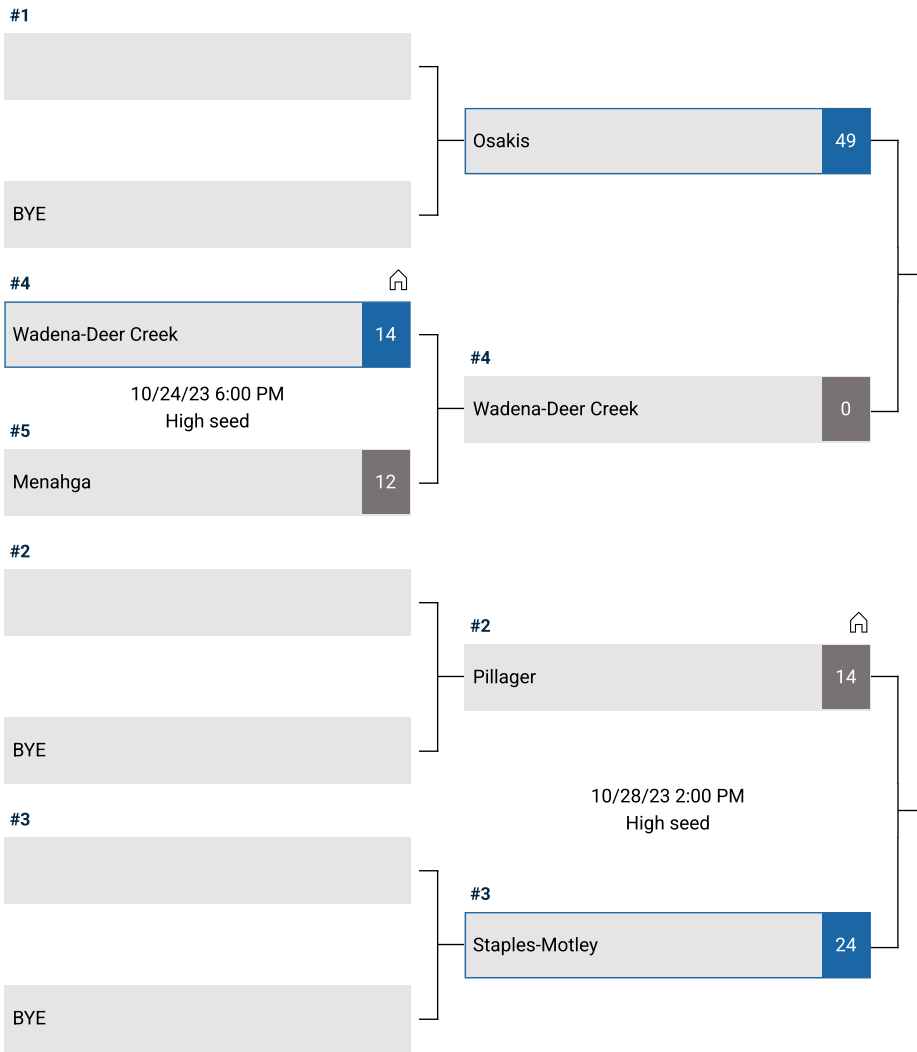 #1
BYE
Osakis
49
#4
Wadena-Deer Creek
14
10/24/23 6:00 PM
High seed
#5
Menahga
12
#4
Wadena-Deer Creek
0
#2
BYE
#2
Pillager
14
10/28/23 2:00 PM
High seed
#3
BYE
#3
Staples-Motley
24